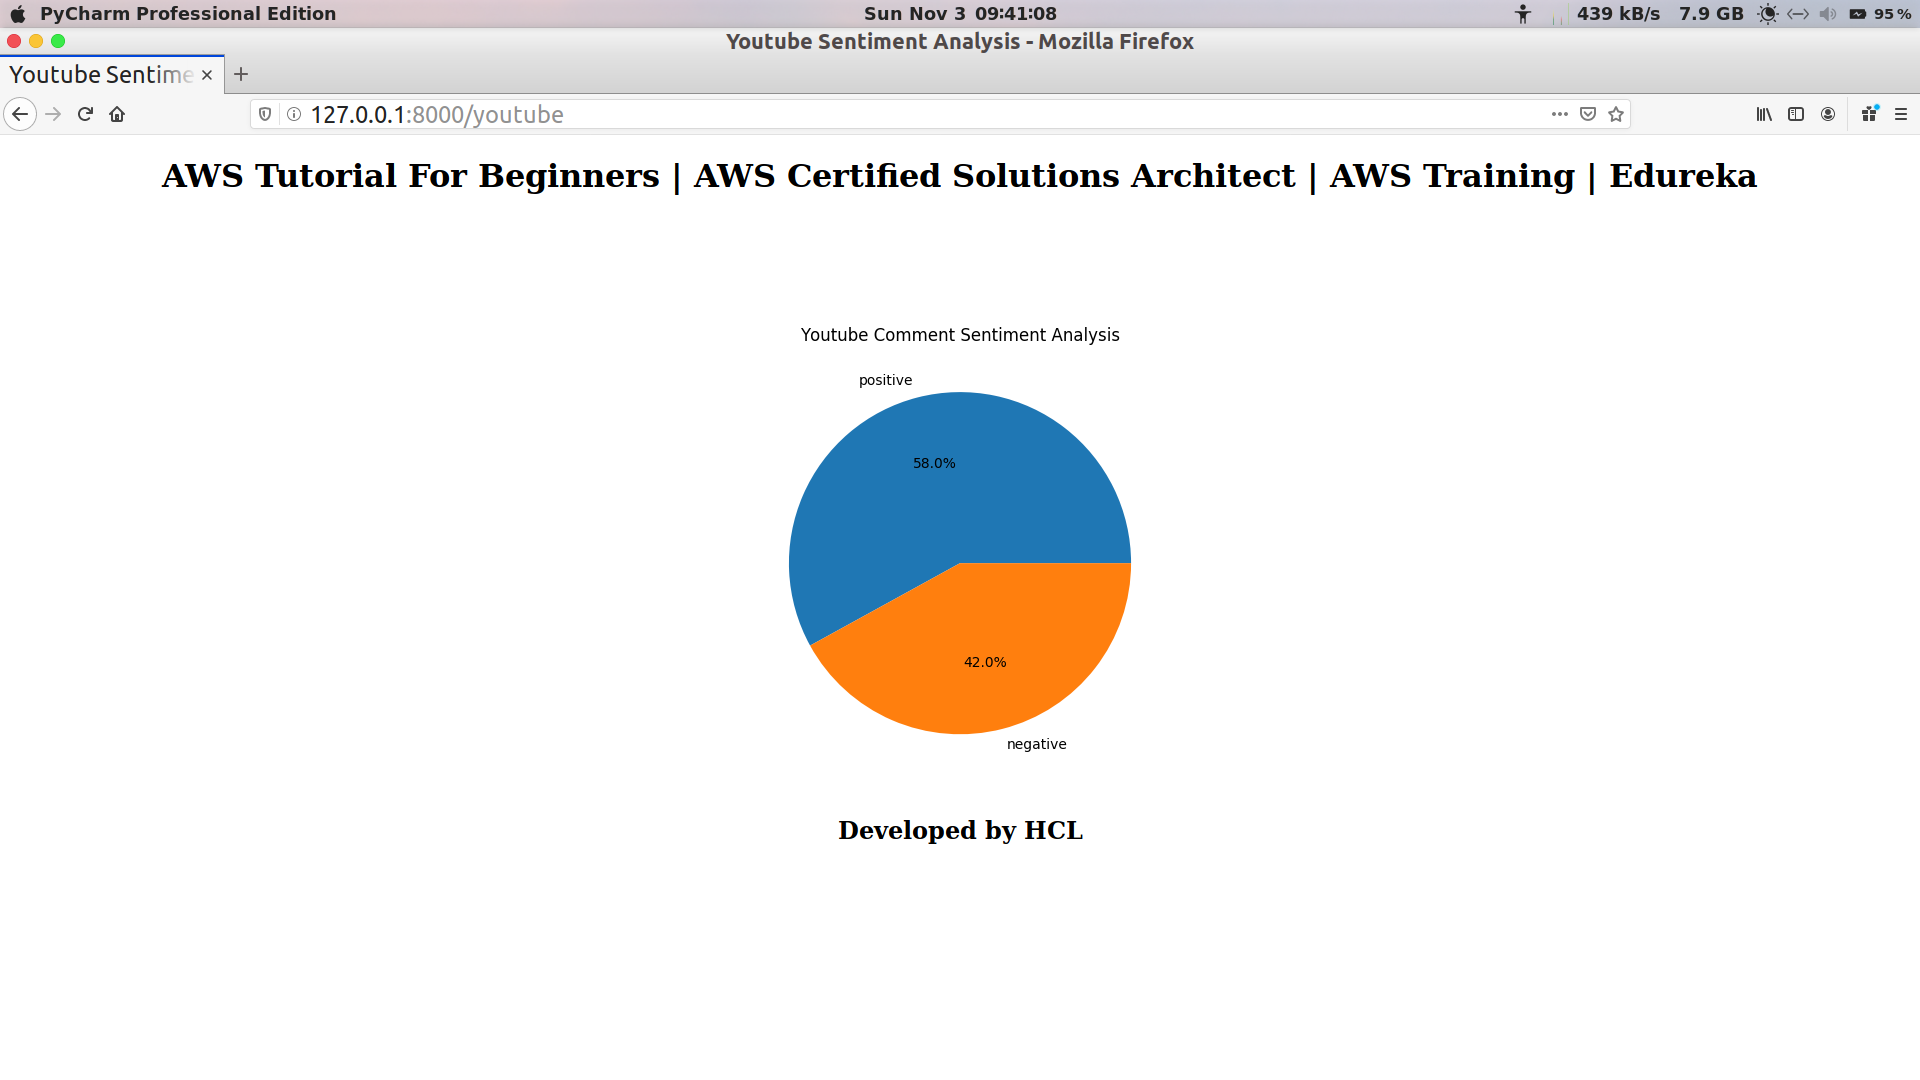 PyCharm Professional Edition Sun Nov 3 09:41:08 439 kB/s 7.9 GB 95 %
Youtube Sentiment Analysis - Mozilla Firefox
Youtube Sentime
127.0.0.1:8000/youtube
AWS Tutorial For Beginners | AWS Certified Solutions Architect | AWS Training | Edureka
Youtube Comment Sentiment Analysis
positive
58.0%
42.0%
negative
Developed by HCL